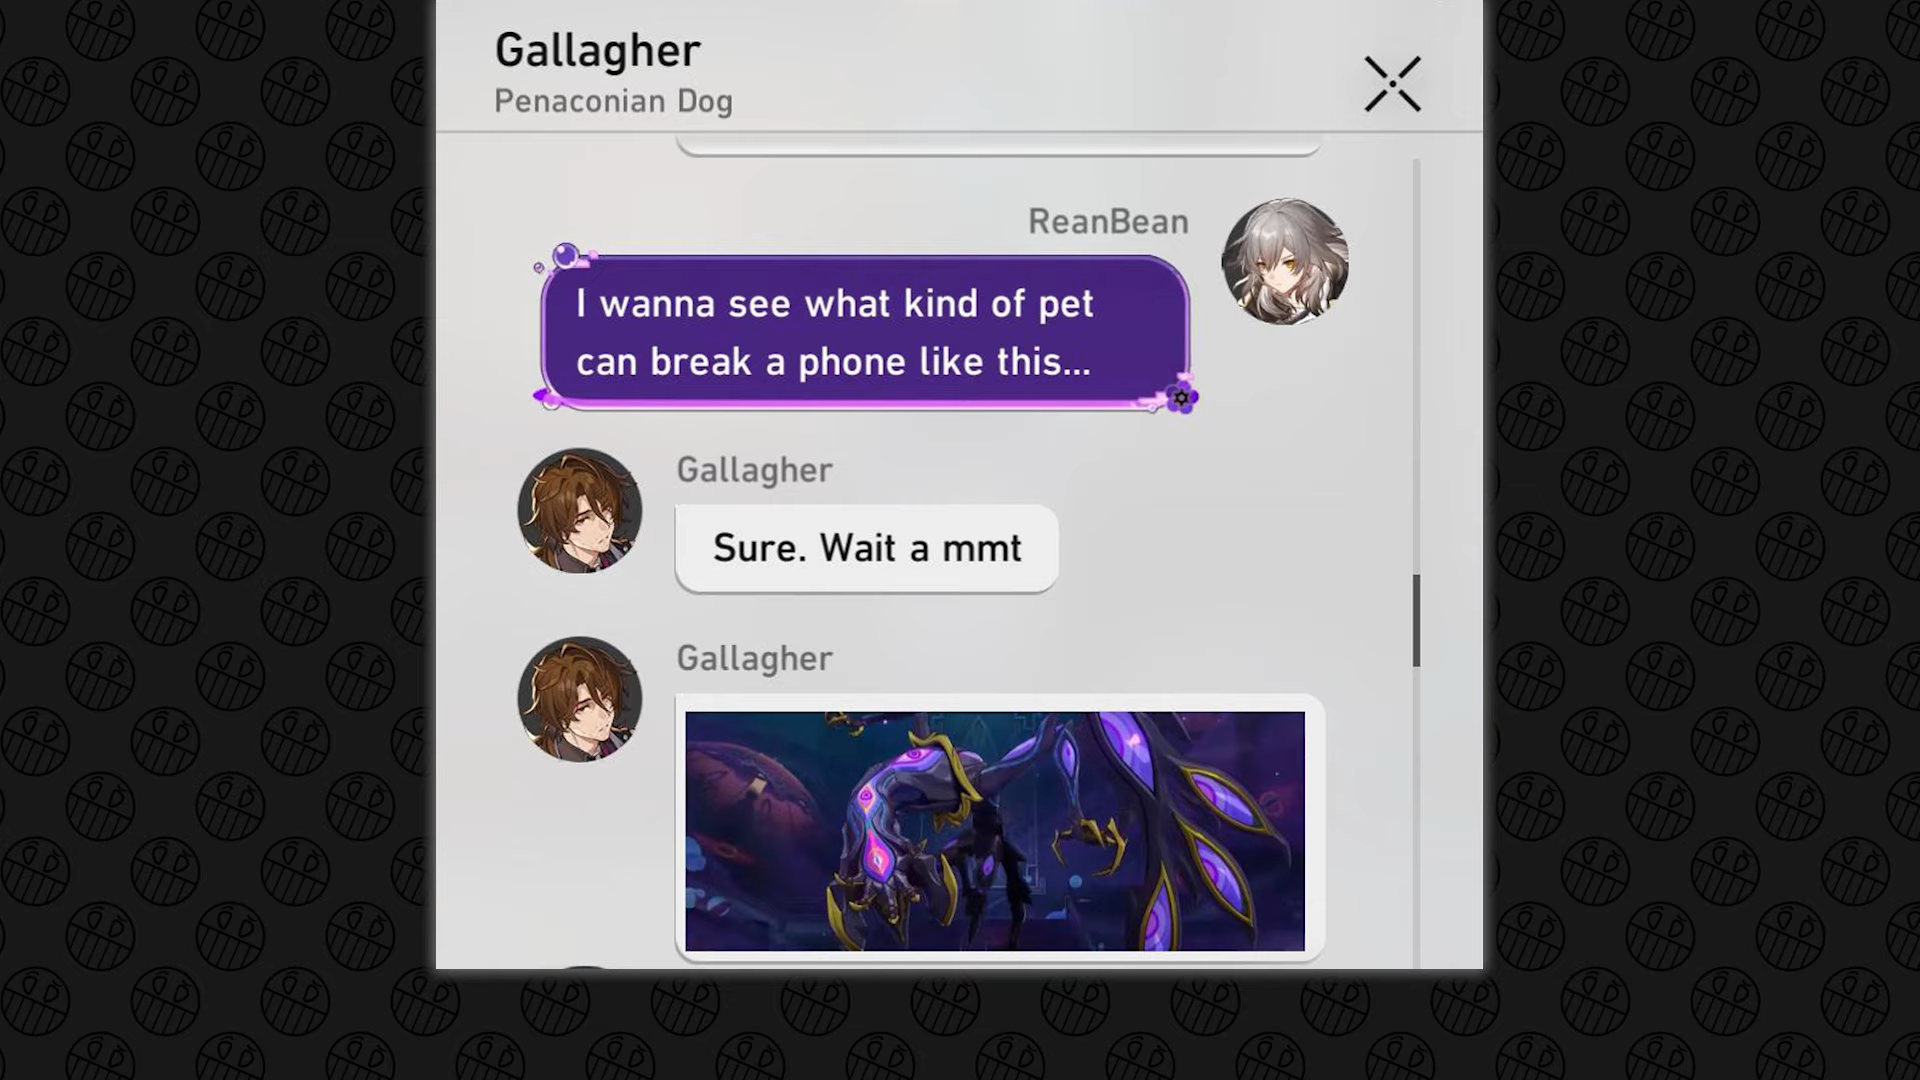 Gallagher
Penaconian Dog
ReanBean
I wanna see what kind of pet
can break a phone like this...
Gallagher
Sure. Wait a mmt
Gallagher